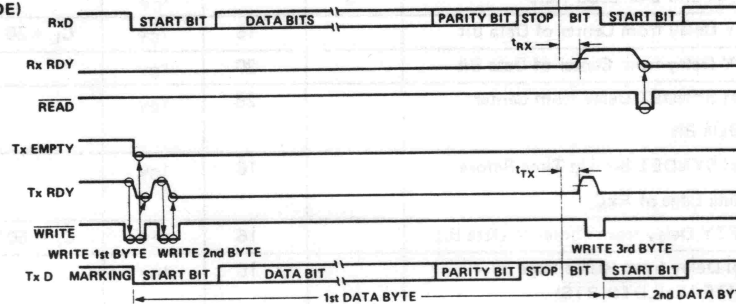 DE)
RxD START BIT DATA BITS PARITY BIT STOP BIT START BIT
tRX
Rx RDY
READ
Tx EMPTY
Tx RDY
tTX
WRITE
WRITE 1st BYTE WRITE 2nd BYTE WRITE 3rd BYTE
Tx D MARKING START BIT DATA BIT PARITY BIT STOP BIT START BIT
1st DATA BYTE 2nd DATA BYTE